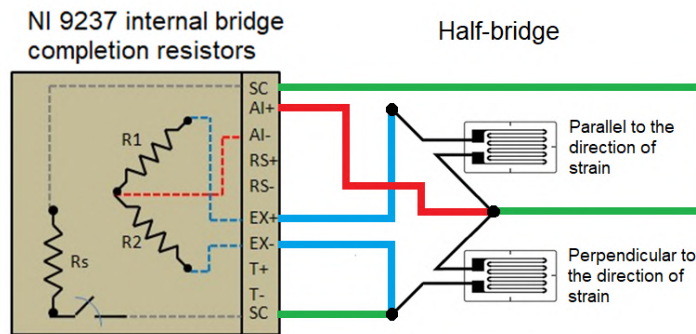 NI 9237 internal bridge
completion resistors
Half-bridge
SC
AI+
AI-
RS+
RS-
EX+
EX-
T+
T-
SC
R1
R2
Rs
Parallel to the
direction of
strain
Perpendicular to
the direction of
strain